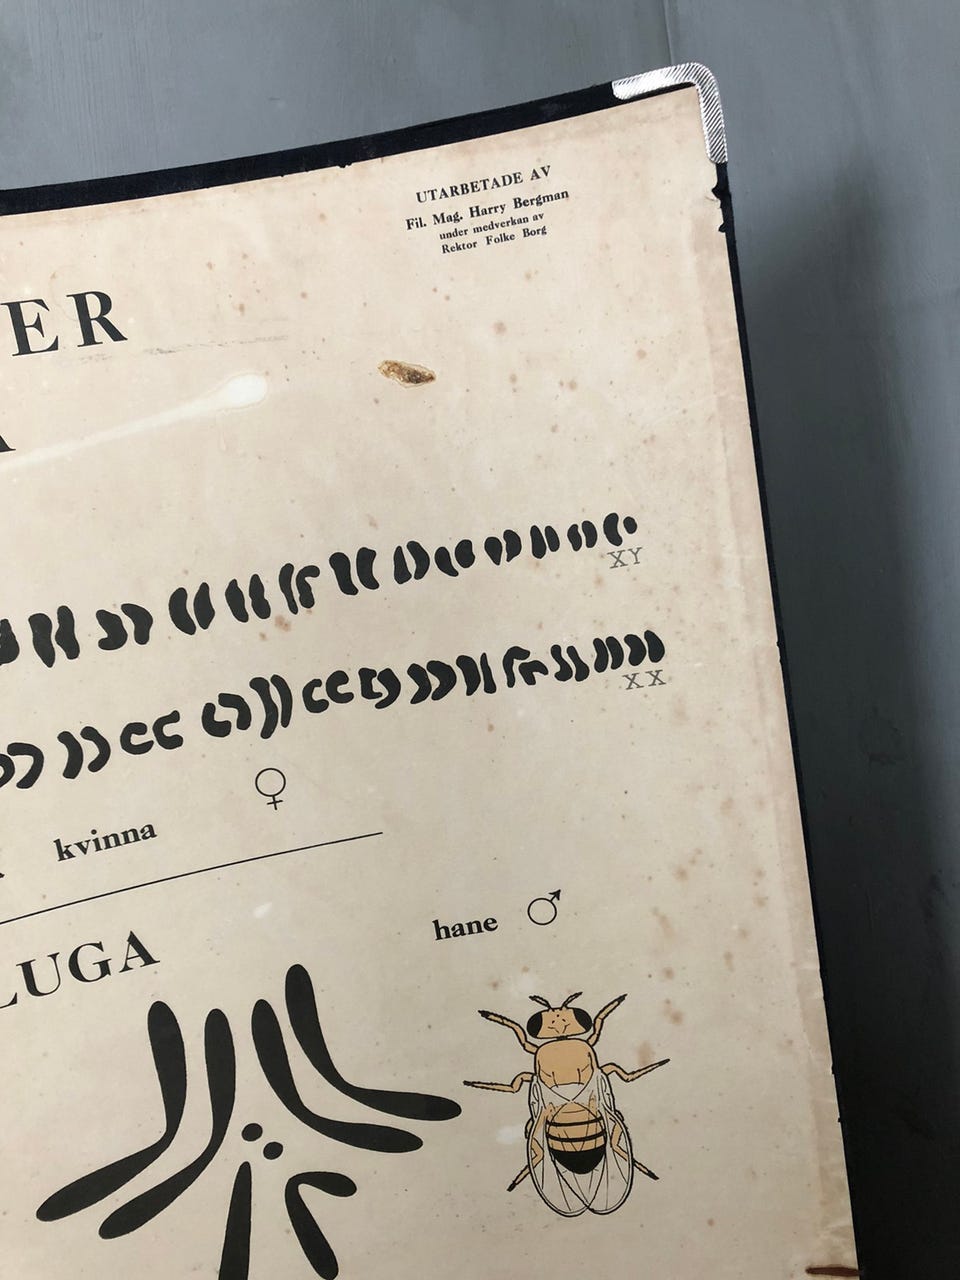 UTARBETADE AV
Fil. Mag. Harry Bergman
under medverkan av
Rektor Folke Borg
ER
A
XY
XX
kvinna ♀
LUGA
hane ♂